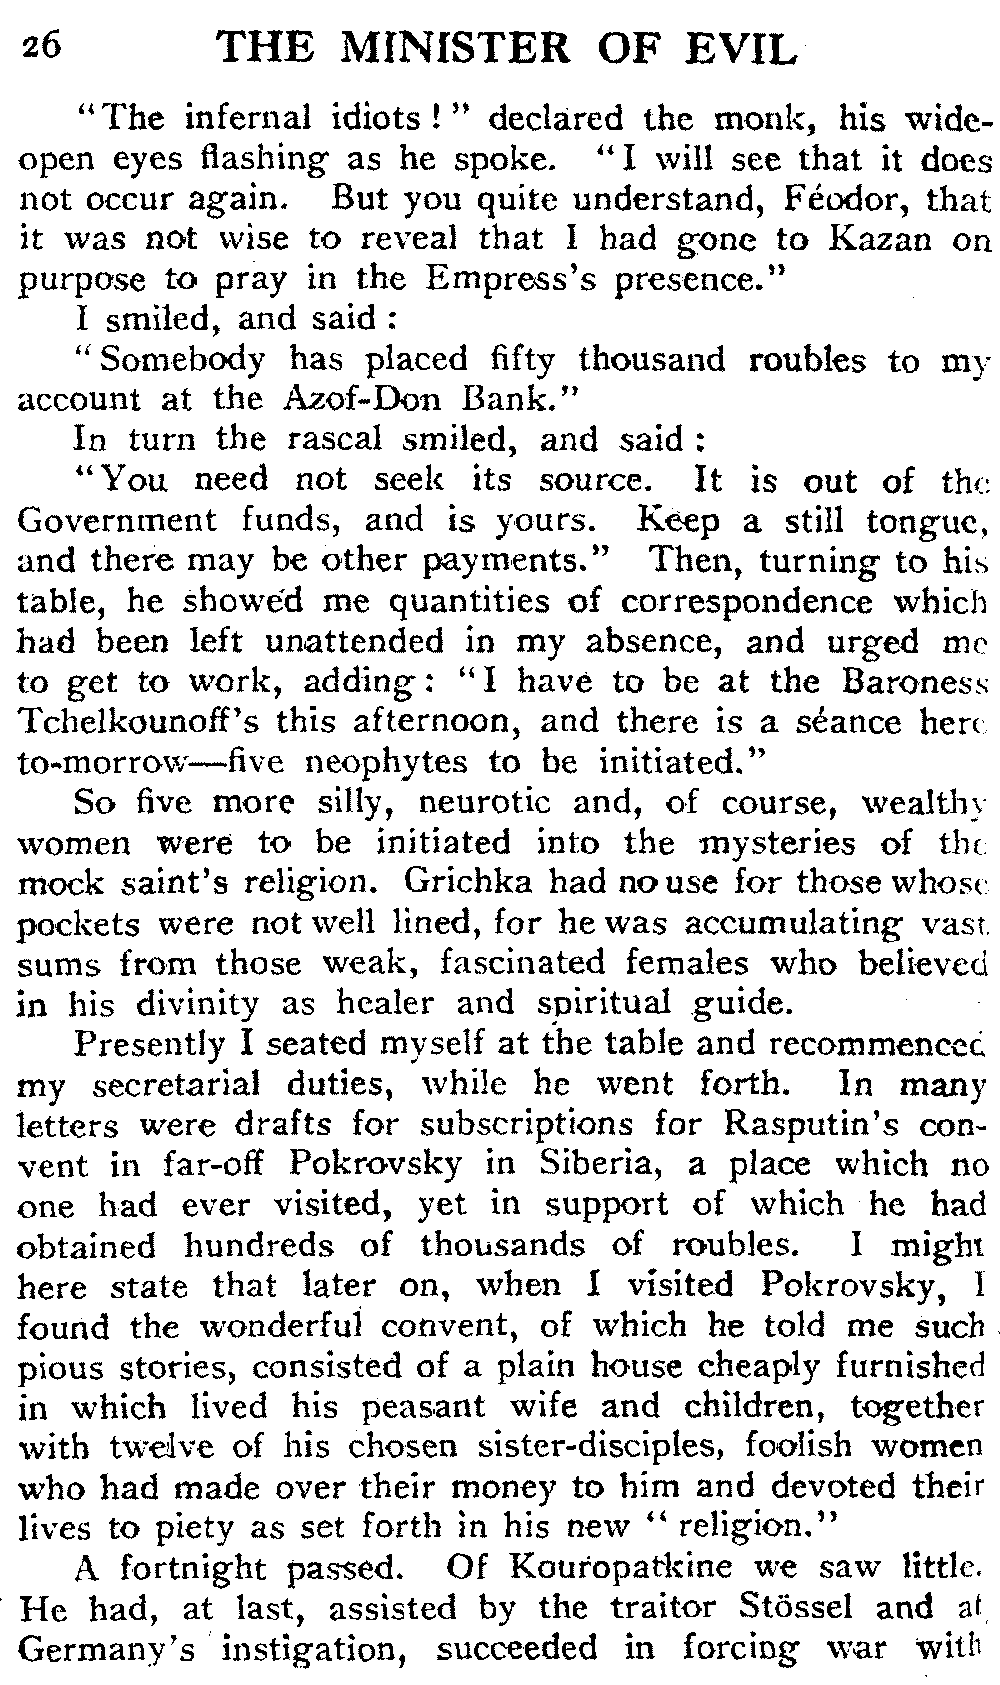 26 THE MINISTER OF EVIL
"The infernal idiots!" declared the monk, his wide-
open eyes flashing as he spoke. "I will see that it does
not occur again. But you quite understand, Féodor, that
it was not wise to reveal that I had gone to Kazan on
purpose to pray in the Empress's presence."
I smiled, and said:
"Somebody has placed fifty thousand roubles to my
account at the Azof-Don Bank."
In turn the rascal smiled, and said:
"You need not seek its source. It is out of the
Government funds, and is yours. Keep a still tongue,
and there may be other payments." Then, turning to his
table, he showed me quantities of correspondence which
had been left unattended in my absence, and urged me
to get to work, adding: "I have to be at the Baroness
Tchelkounoff's this afternoon, and there is a séance here
to-morrow—five neophytes to be initiated."
So five more silly, neurotic and, of course, wealthy
women were to be initiated into the mysteries of the
mock saint's religion. Grichka had no use for those whose
pockets were not well lined, for he was accumulating vast
sums from those weak, fascinated females who believed
in his divinity as healer and spiritual guide.
Presently I seated myself at the table and recommenced
my secretarial duties, while he went forth. In many
letters were drafts for subscriptions for Rasputin's con-
vent in far-off Pokrovsky in Siberia, a place which no
one had ever visited, yet in support of which he had
obtained hundreds of thousands of roubles. I might
here state that later on, when I visited Pokrovsky, I
found the wonderful convent, of which he told me such
pious stories, consisted of a plain house cheaply furnished
in which lived his peasant wife and children, together
with twelve of his chosen sister-disciples, foolish women
who had made over their money to him and devoted their
lives to piety as set forth in his new "religion."
A fortnight passed. Of Kouropatkine we saw little.
He had, at last, assisted by the traitor Stössel and at
Germany's instigation, succeeded in forcing war with